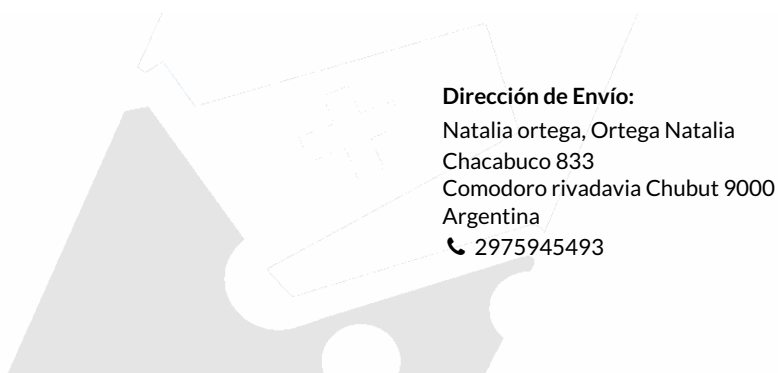 Dirección de Envío:
Natalia ortega, Ortega Natalia
Chacabuco 833
Comodoro rivadavia Chubut 9000
Argentina
2975945493